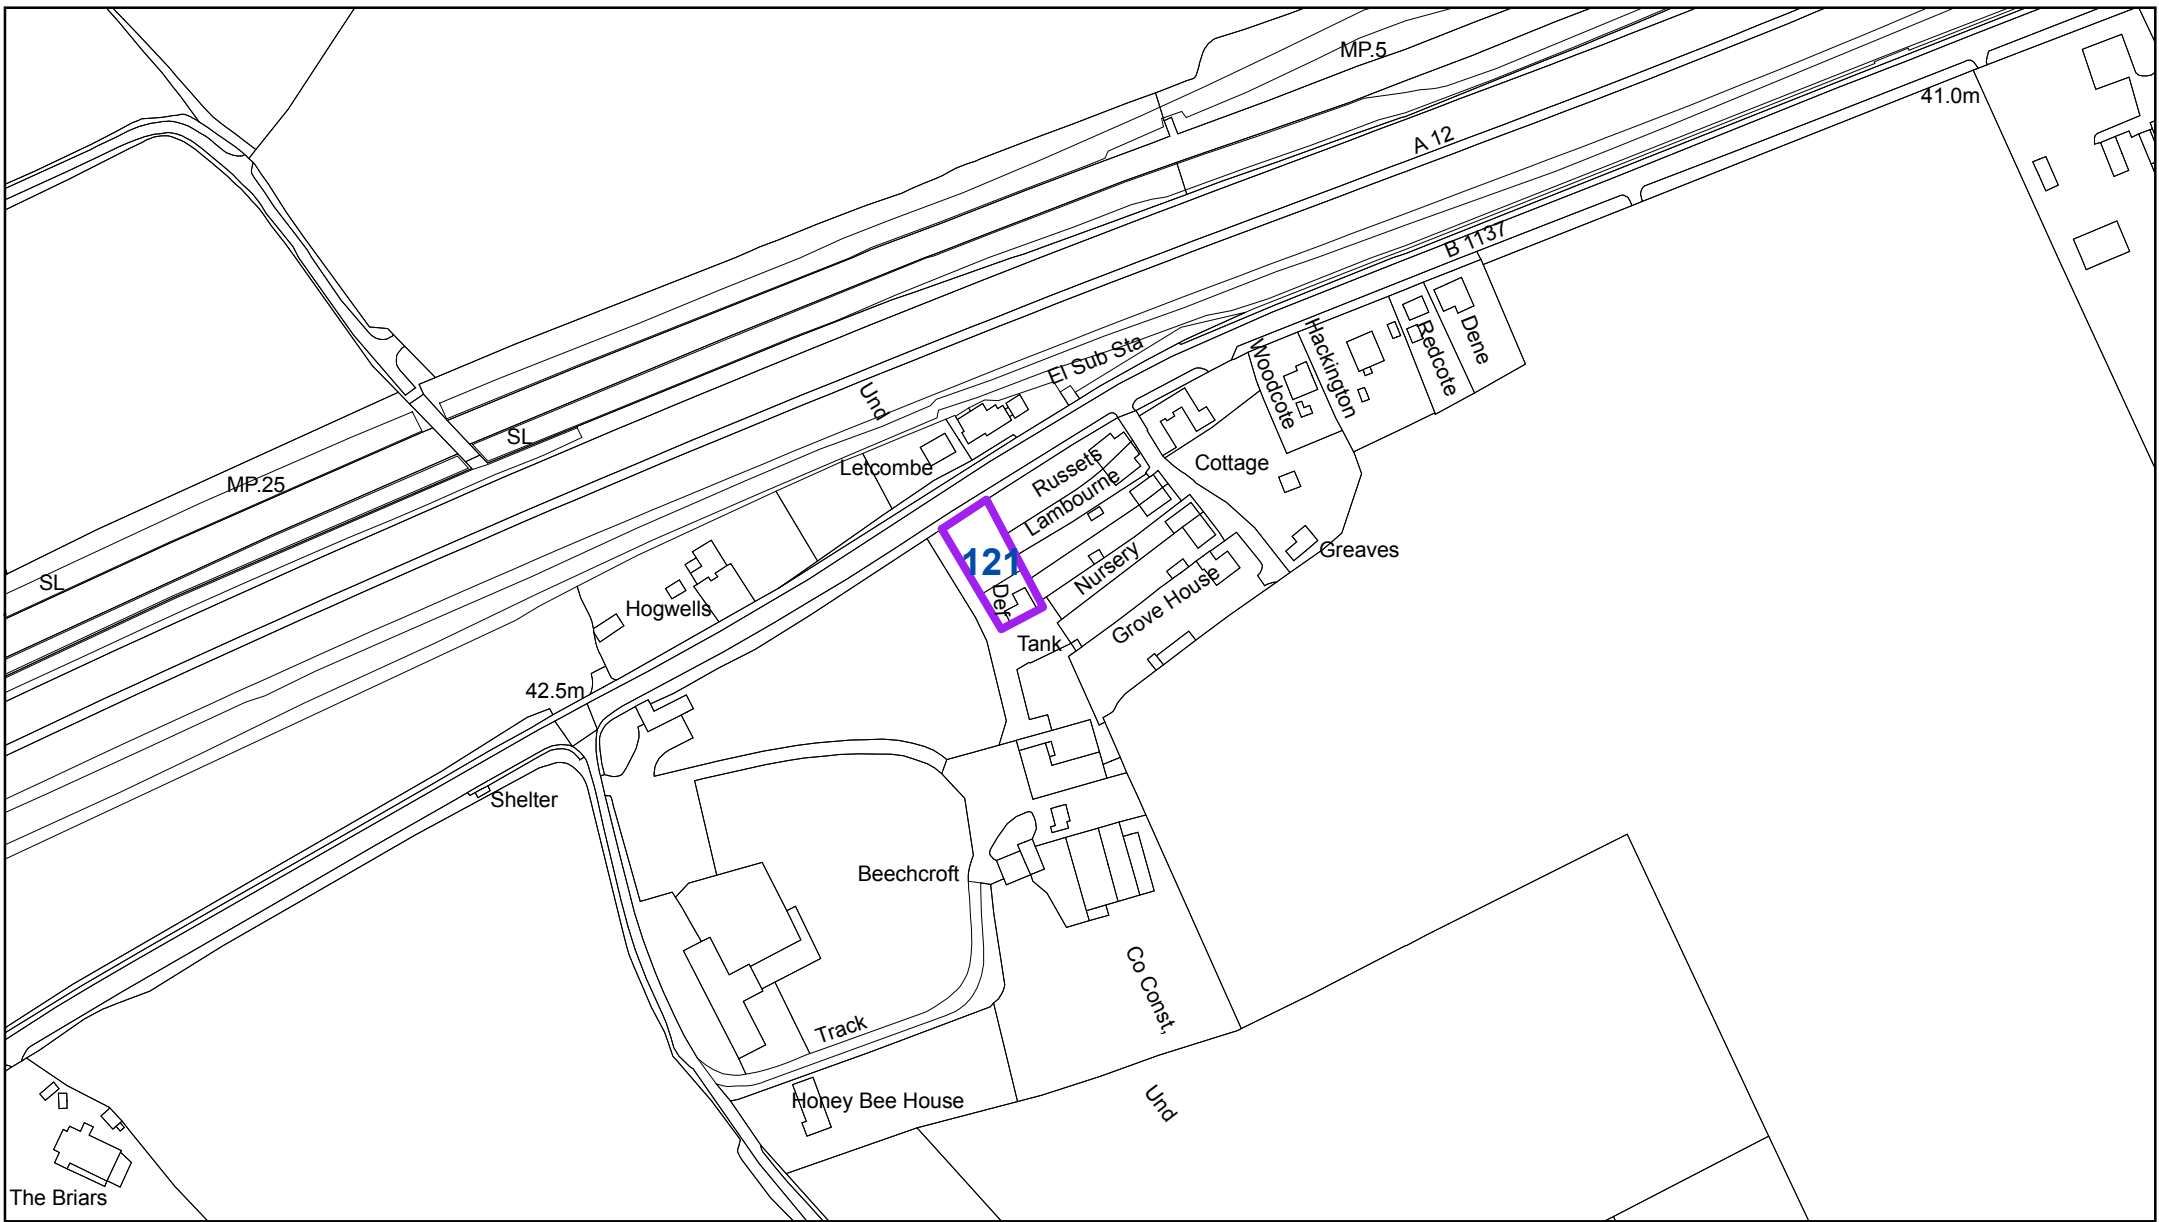 MP.5
41.0m
A 12
B 1137
El Sub Sta
Und
Woodcote
Hackington
Redcote
Dene
SL
Letcombe
MP.25
Russets
Lambourne
Cottage
121
Def
Nursery
Greaves
SL
Hogwells
Grove House
Tank
42.5m
Shelter
Beechcroft
Co Const,
Track
Honey Bee House
Und
The Briars